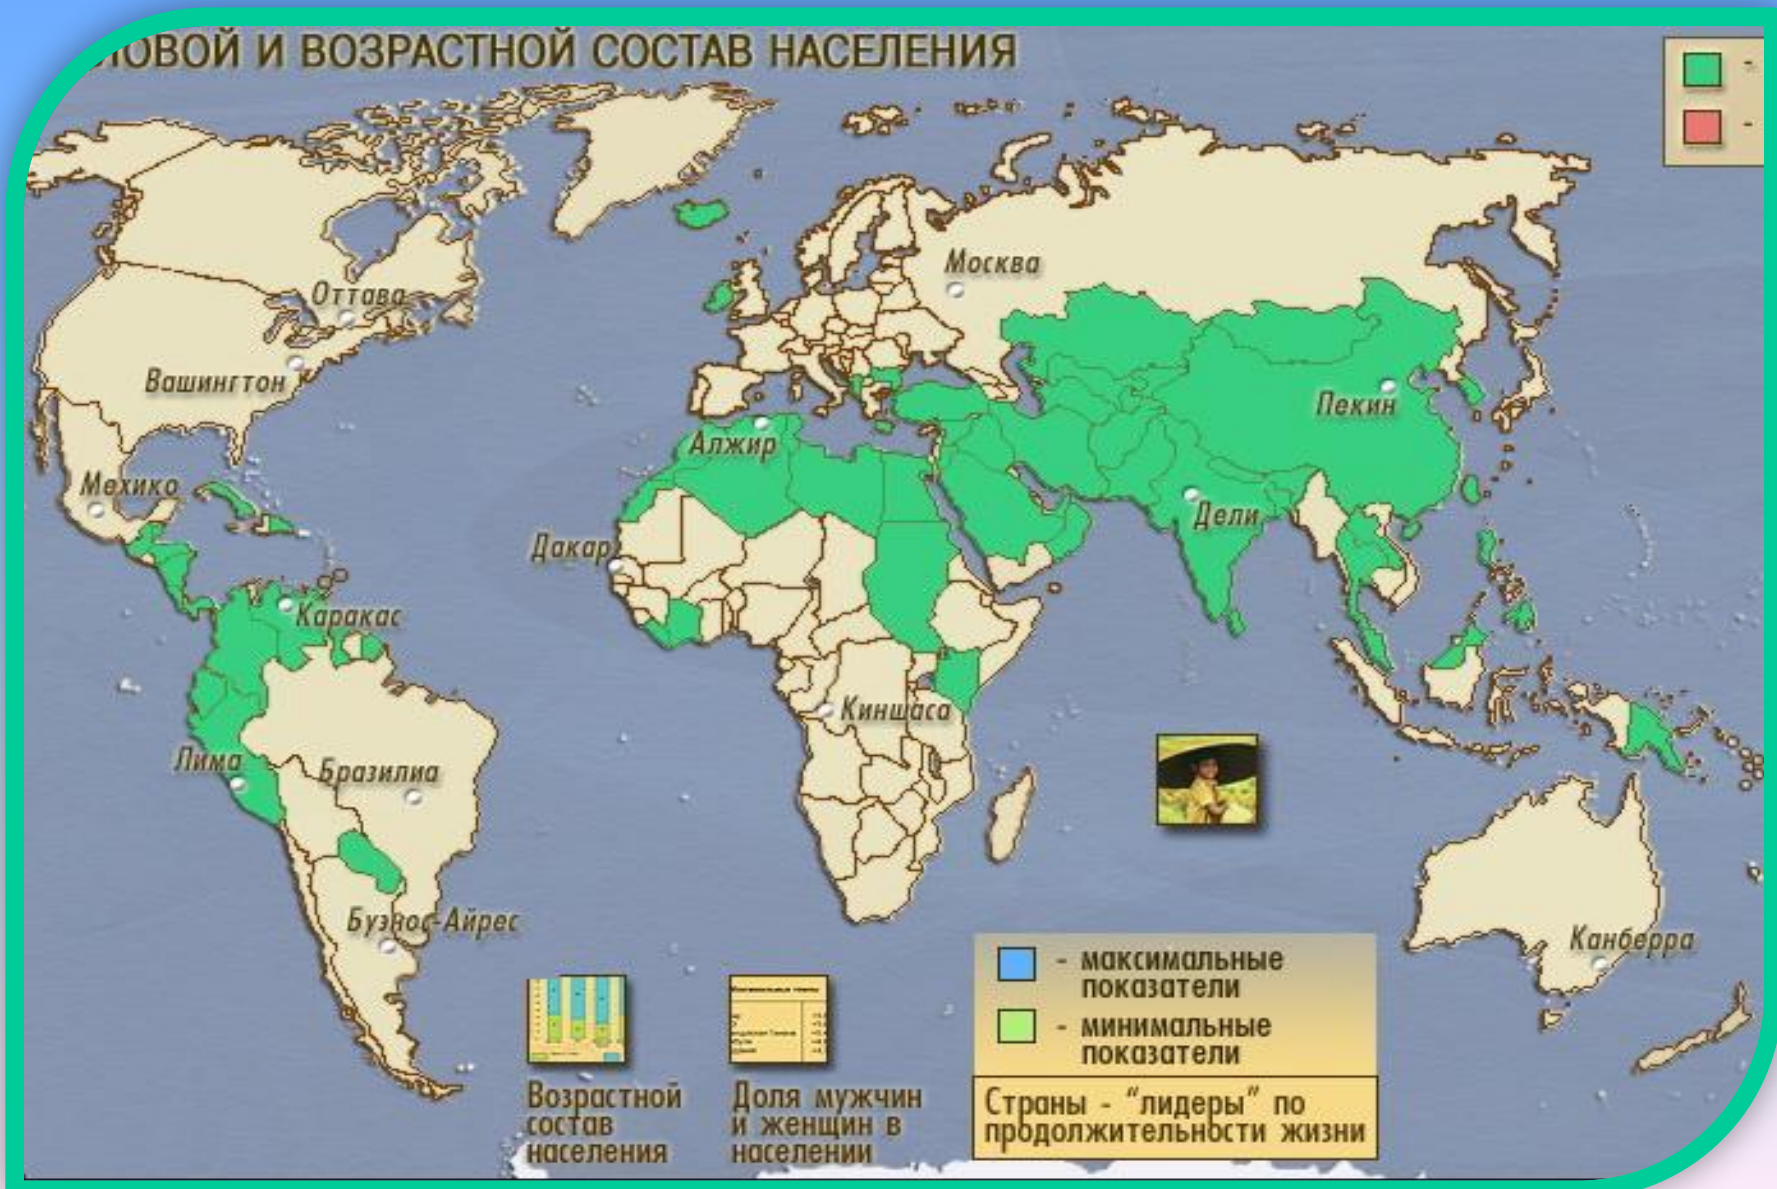 ЛОВОЙ И ВОЗРАСТНОЙ СОСТАВ НАСЕЛЕНИЯ
-
-
Москва
Оттава
Вашингтон
Пекин
Алжир
Мехико
Дели
Дакар
Каракас
Киншаса
Лима
Бразилиа
Буэнос-Айрес
Канберра
- максимальные
показатели
- минимальные
показатели
Возрастной
состав
населения
Доля мужчин
и женщин в
населении
Страны - "лидеры" по
продолжительности жизни